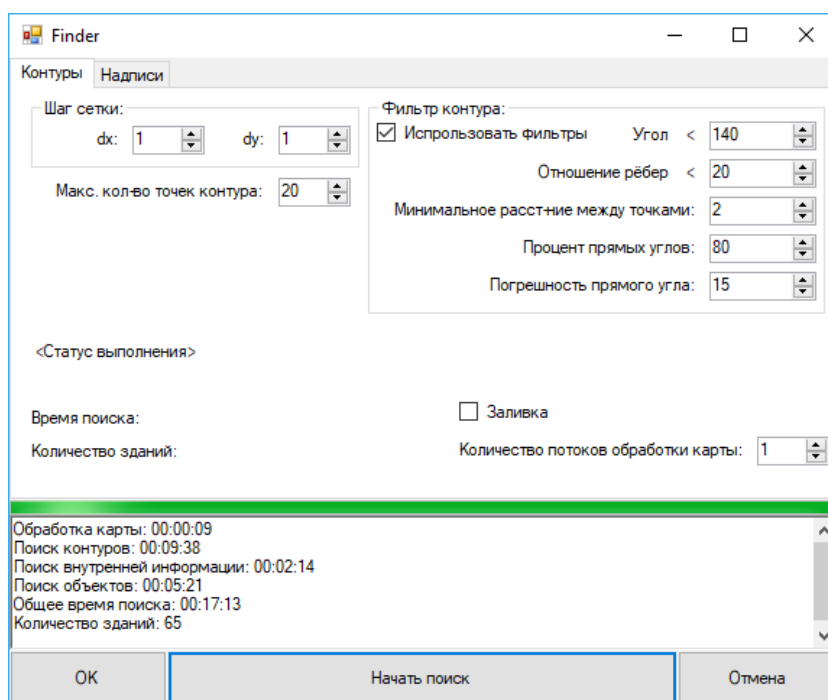 Finder
Контуры Надписи
Шаг сетки:
dx: 1 dy: 1
Макс. кол-во точек контура: 20
Фильтр контура:
Испрользовать фильтры Угол < 140
Отношение рёбер < 20
Минимальное расст-ние между точками: 2
Процент прямых углов: 80
Погрешность прямого угла: 15
<Статус выполнения>
Время поиска:
Заливка
Количество зданий:
Количество потоков обработки карты: 1
Обработка карты: 00:00:09
Поиск контуров: 00:09:38
Поиск внутренней информации: 00:02:14
Поиск объектов: 00:05:21
Общее время поиска: 00:17:13
Количество зданий: 65
OK Начать поиск Отмена